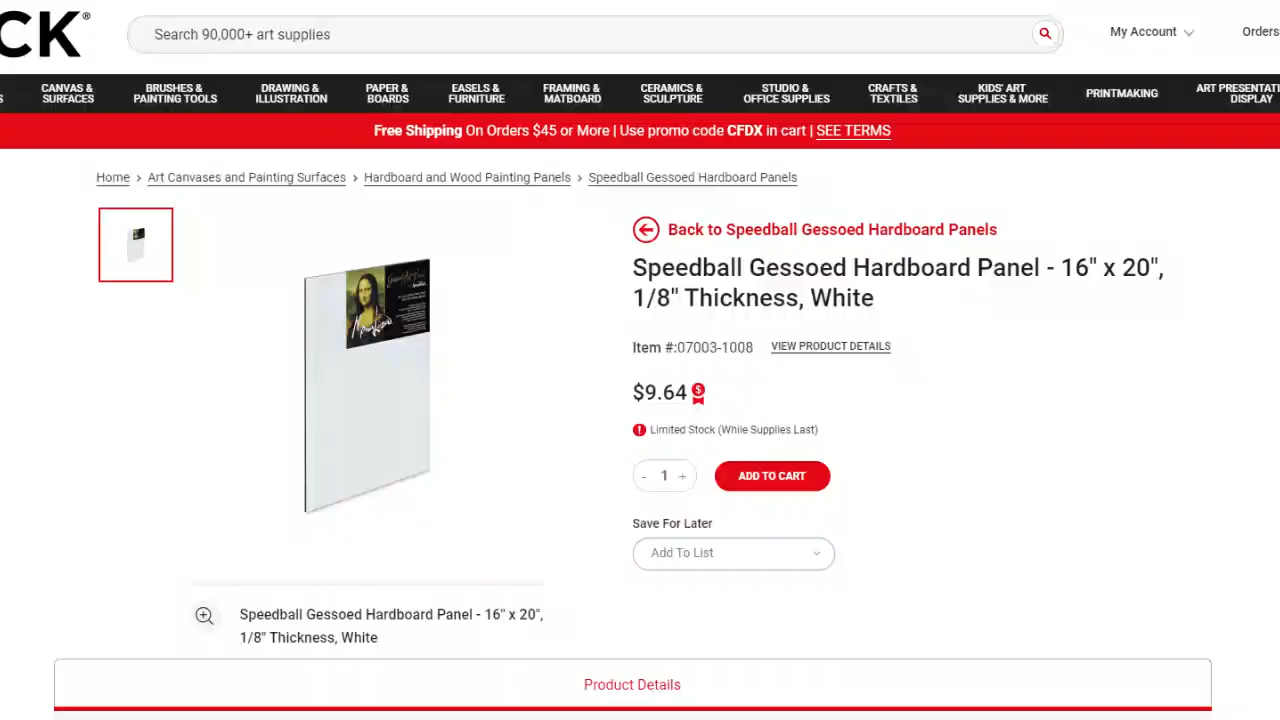 CK®
Search 90,000+ art supplies
My Account
Orders
S
CANVAS &
SURFACES
BRUSHES &
PAINTING TOOLS
DRAWING &
ILLUSTRATION
PAPER &
BOARDS
EASELS &
FURNITURE
FRAMING &
MATBOARD
CERAMICS &
SCULPTURE
STUDIO &
OFFICE SUPPLIES
CRAFTS &
TEXTILES
KIDS' ART
SUPPLIES & MORE
PRINTMAKING
ART PRESENTATI
DISPLAY
Free Shipping On Orders $45 or More | Use promo code CFDX in cart | SEE TERMS
Home › Art Canvases and Painting Surfaces › Hardboard and Wood Painting Panels › Speedball Gessoed Hardboard Panels
Back to Speedball Gessoed Hardboard Panels
Speedball Gessoed Hardboard Panel - 16" x 20",
1/8" Thickness, White
Item #:07003-1008 VIEW PRODUCT DETAILS
$9.64
Limited Stock (While Supplies Last)
- 1 + ADD TO CART
Save For Later
Add To List
Speedball Gessoed Hardboard Panel - 16" x 20",
1/8" Thickness, White
Product Details